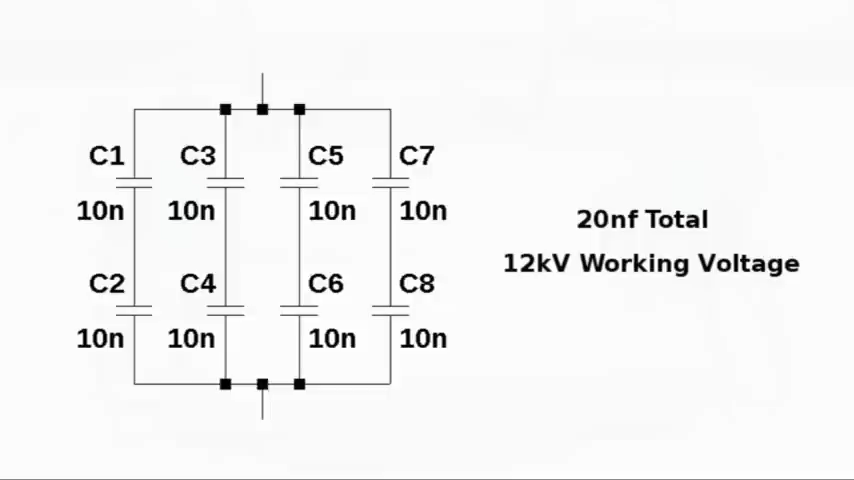 C1 C3 C5 C7
10n 10n 10n 10n
20nf Total
12kV Working Voltage
C2 C4 C6 C8
10n 10n 10n 10n